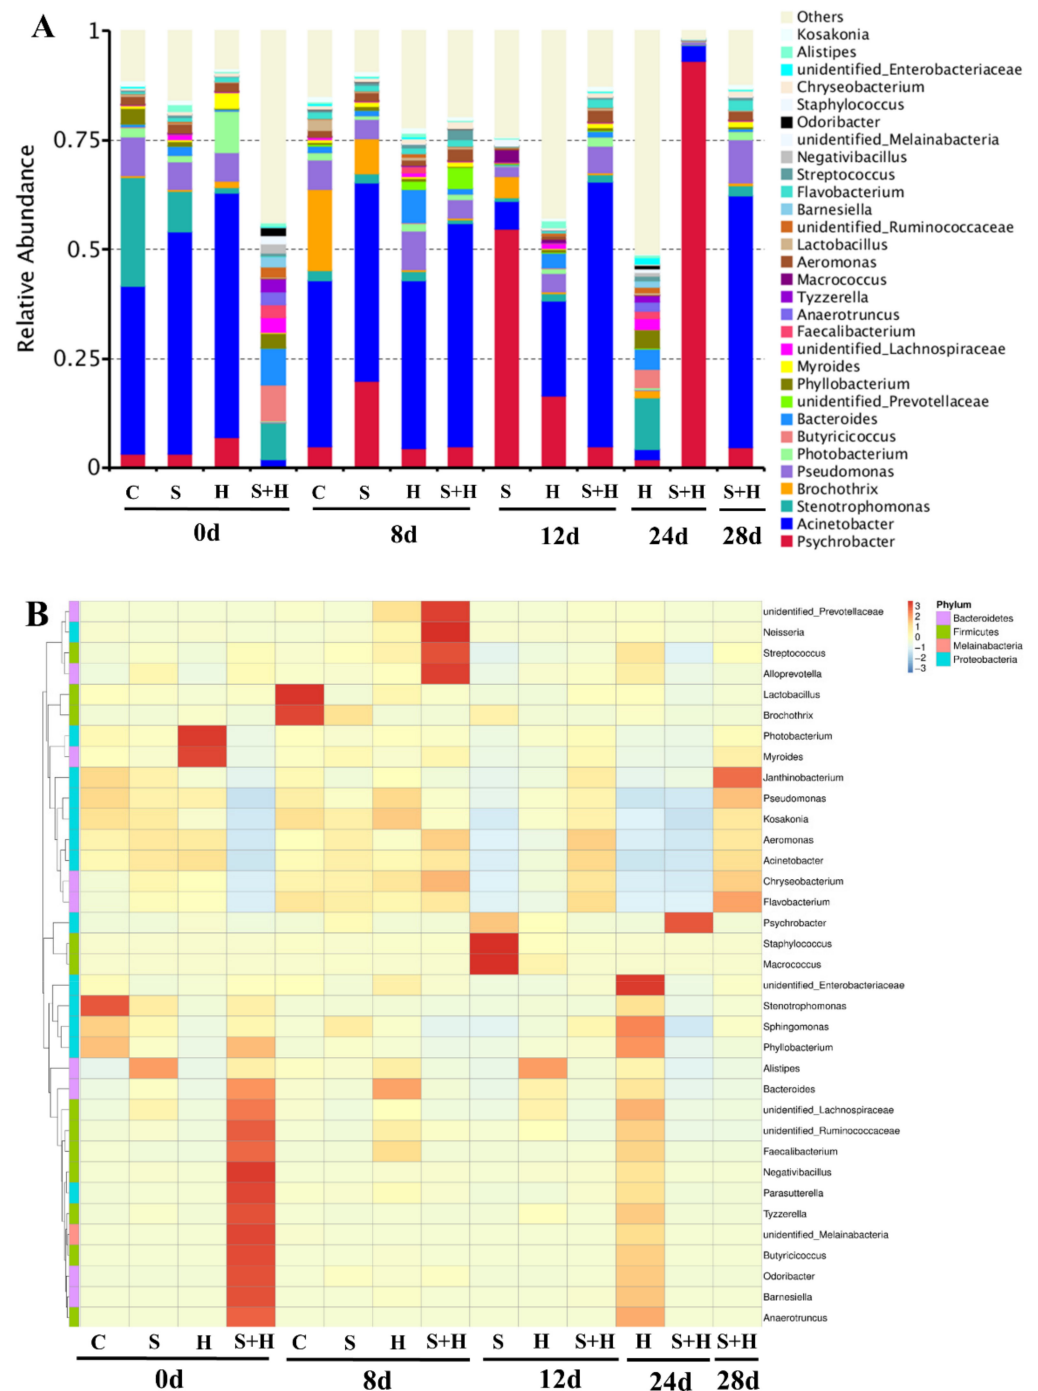 A
Relative Abundance
1
0.75
0.5
0.25
0
C S H S+H C S H S+H S H S+H H S+H S+H
0d 8d 12d 24d 28d
Others
Kosakonia
Alistipes
unidentified_Enterobacteriaceae
Chryseobacterium
Staphylococcus
Odoribacter
unidentified_Melainabacteria
Negativibacillus
Streptococcus
Flavobacterium
Barnesiella
unidentified_Ruminococcaceae
Lactobacillus
Aeromonas
Macrococcus
Tyzzerella
Anaerotruncus
Faecalibacterium
unidentified_Lachnospiraceae
Myroides
Phyllobacterium
unidentified_Prevotellaceae
Bacteroides
Butyricicoccus
Photobacterium
Pseudomonas
Brochothrix
Stenotrophomonas
Acinetobacter
Psychrobacter
B
unidentified_Prevotellaceae
Neisseria
Streptococcus
Alloprevotella
Lactobacillus
Brochothrix
Photobacterium
Myroides
Janthinobacterium
Pseudomonas
Kosakonia
Aeromonas
Acinetobacter
Chryseobacterium
Flavobacterium
Psychrobacter
Staphylococcus
Macrococcus
unidentified_Enterobacteriaceae
Stenotrophomonas
Sphingomonas
Phyllobacterium
Alistipes
Bacteroides
unidentified_Lachnospiraceae
unidentified_Ruminococcaceae
Faecalibacterium
Negativibacillus
Parasutterella
Tyzzerella
unidentified_Melainabacteria
Butyricicoccus
Odoribacter
Barnesiella
Anaerotruncus
3
2
1
0
−1
−2
−3
Phylum
Bacteroidetes
Firmicutes
Melainabacteria
Proteobacteria
C S H S+H C S H S+H S H S+H H S+H S+H
0d 8d 12d 24d 28d